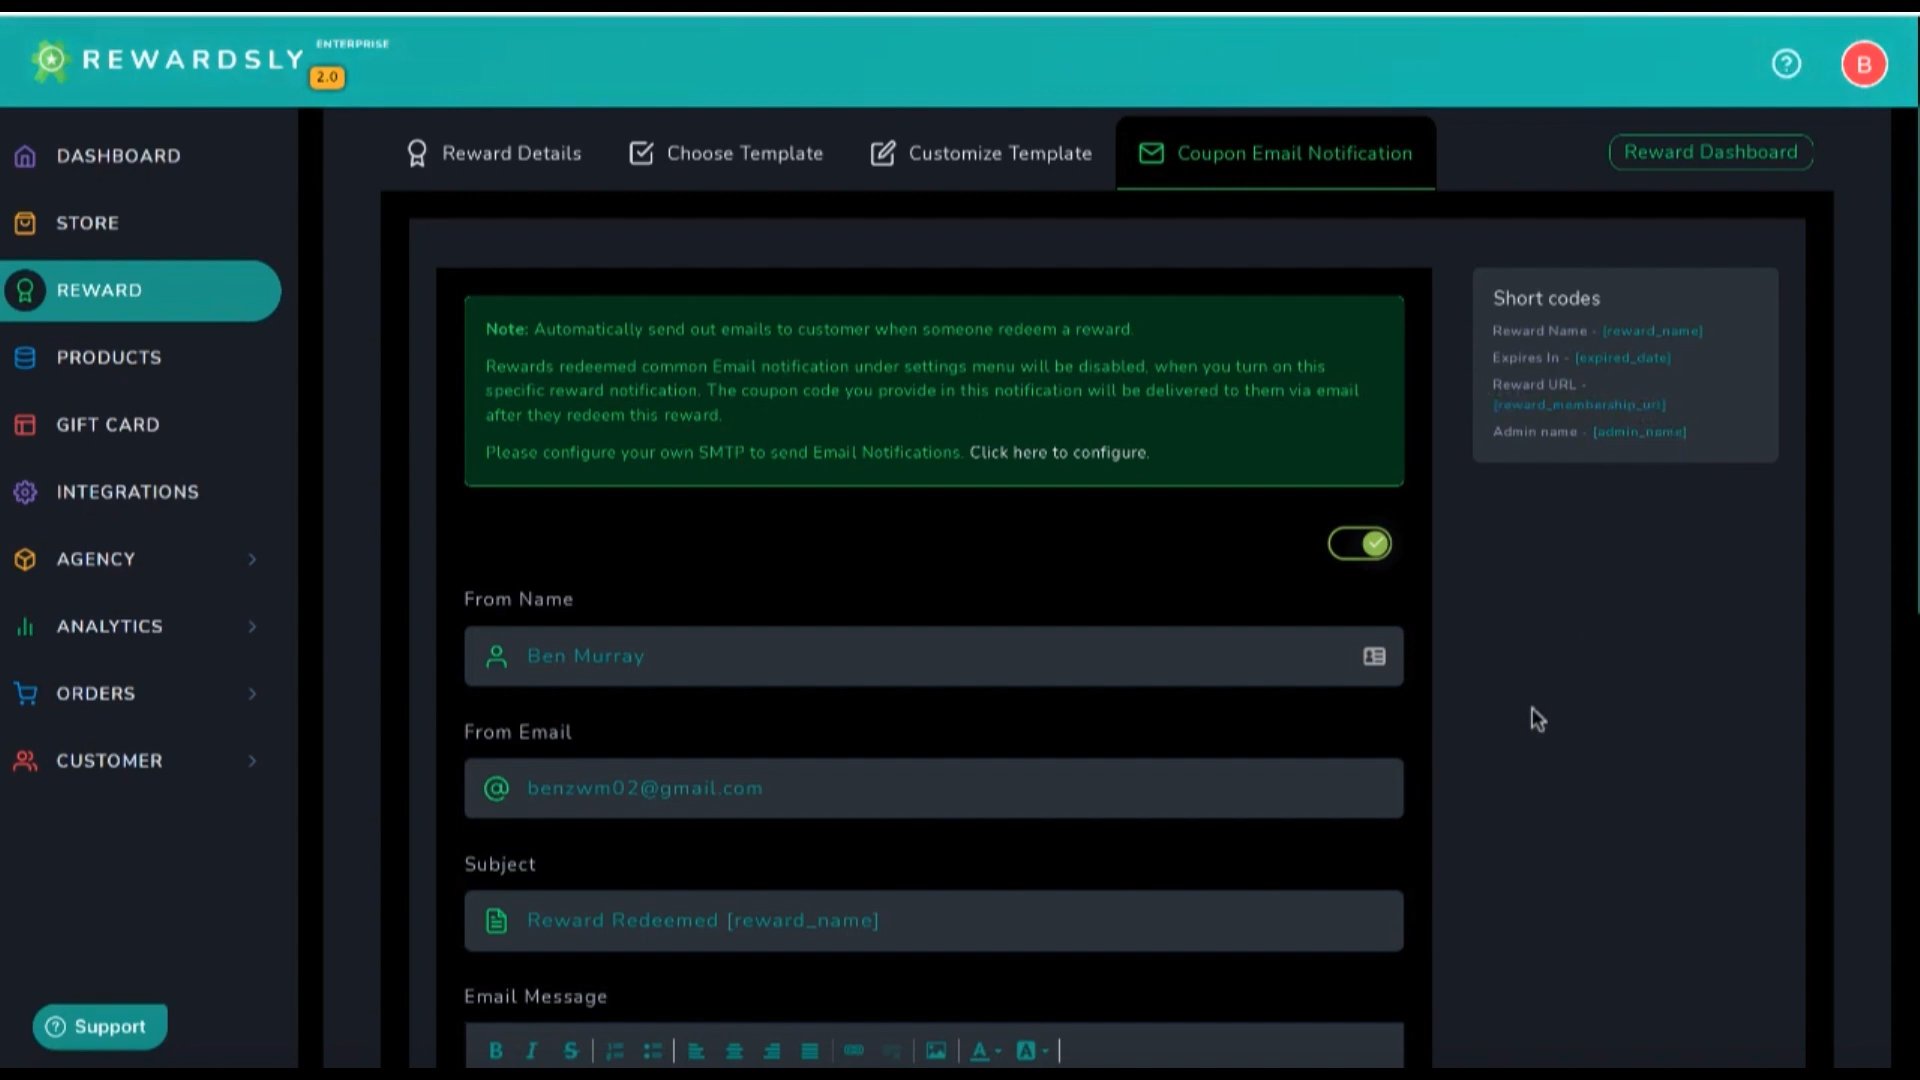 REWARDSLY
ENTERPRISE
2.0
B
DASHBOARD
STORE
REWARD
PRODUCTS
GIFT CARD
INTEGRATIONS
AGENCY
ANALYTICS
ORDERS
CUSTOMER
Support
Reward Details
Choose Template
Customize Template
Coupon Email Notification
Reward Dashboard
Note: Automatically send out emails to customer when someone redeem a reward.
Rewards redeemed common Email notification under settings menu will be disabled, when you turn on this
specific reward notification. The coupon code you provide in this notification will be delivered to them via email
after they redeem this reward.
Please configure your own SMTP to send Email Notifications. Click here to configure.
From Name
Ben Murray
From Email
benzwm02@gmail.com
Subject
Reward Redeemed [reward_name]
Email Message
B I S A A
Short codes
Reward Name - [reward_name]
Expires In - [expired_date]
Reward URL -
[reward_membership_url]
Admin name - [admin_name]